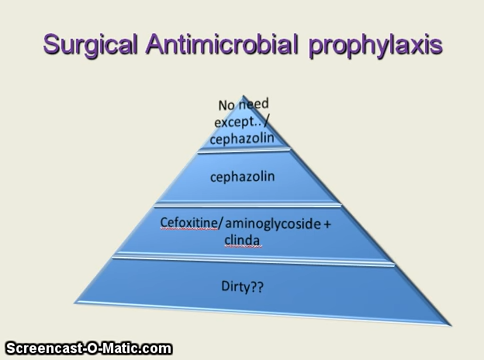 Surgical Antimicrobial prophylaxis
No need
except../
cephazolin
cephazolin
Cefoxitine/ aminoglycoside +
clinda
Dirty??
Screencast-O-Matic.com